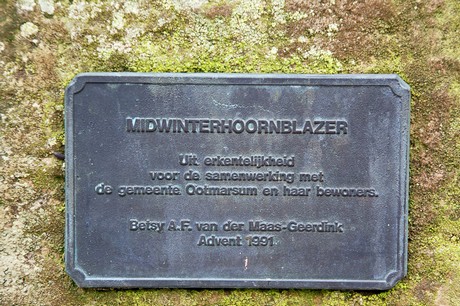 MIDWINTERHOORNBLAZER
Uit erkentelijkheid
voor de samenwerking met
de gemeente Ootmarsum en haar bewoners.
Betsy A.F. van der Maas-Geerdink
Advent 1991